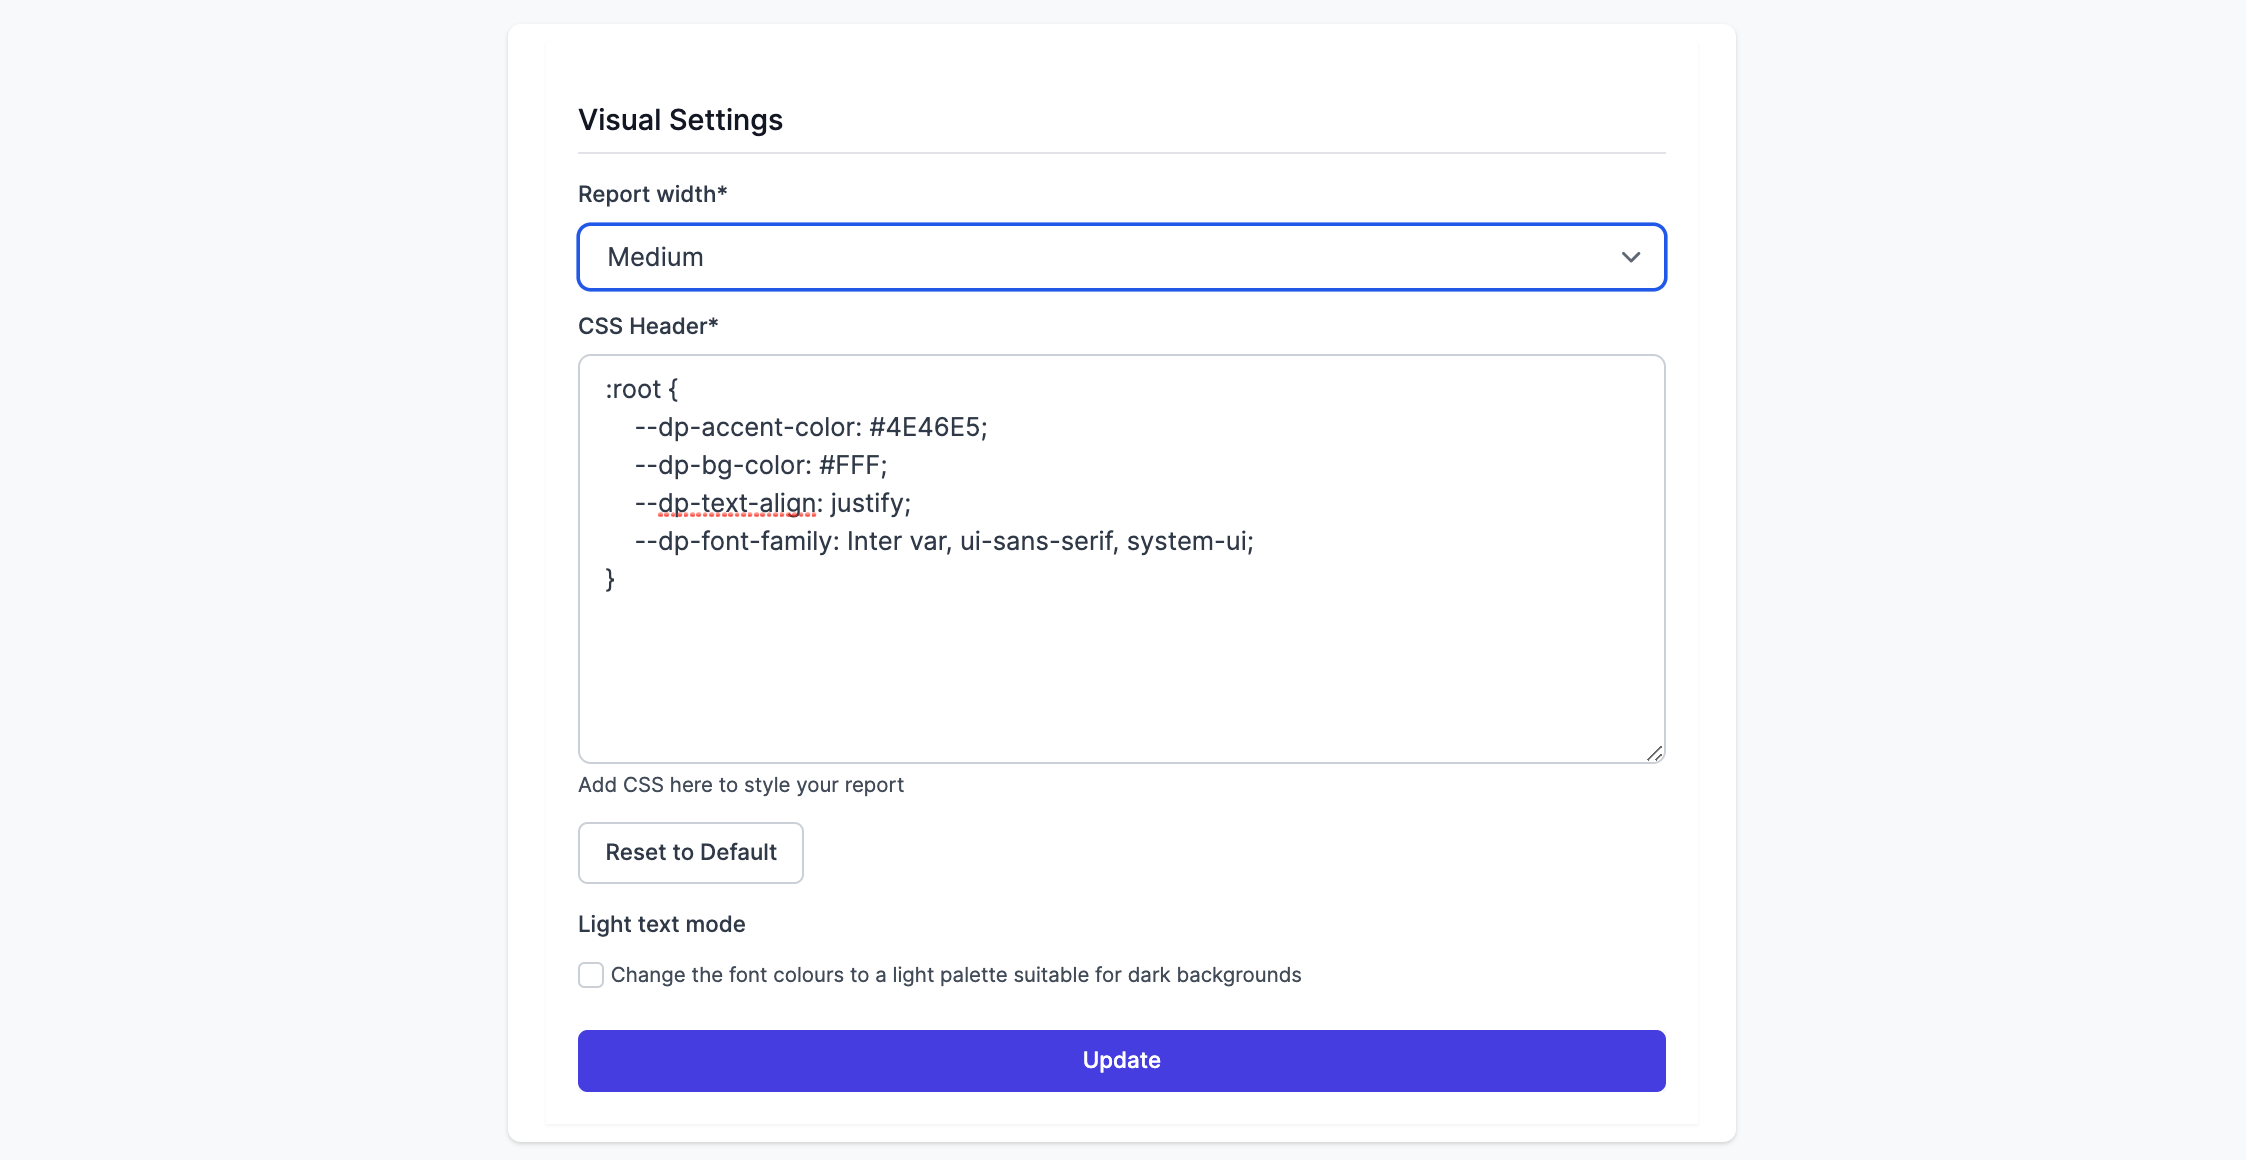 Visual Settings
Report width*
Medium
CSS Header*
:root {
    --dp-accent-color: #4E46E5;
    --dp-bg-color: #FFF;
    --dp-text-align: justify;
    --dp-font-family: Inter var, ui-sans-serif, system-ui;
}
Add CSS here to style your report
Reset to Default
Light text mode
Change the font colours to a light palette suitable for dark backgrounds
Update